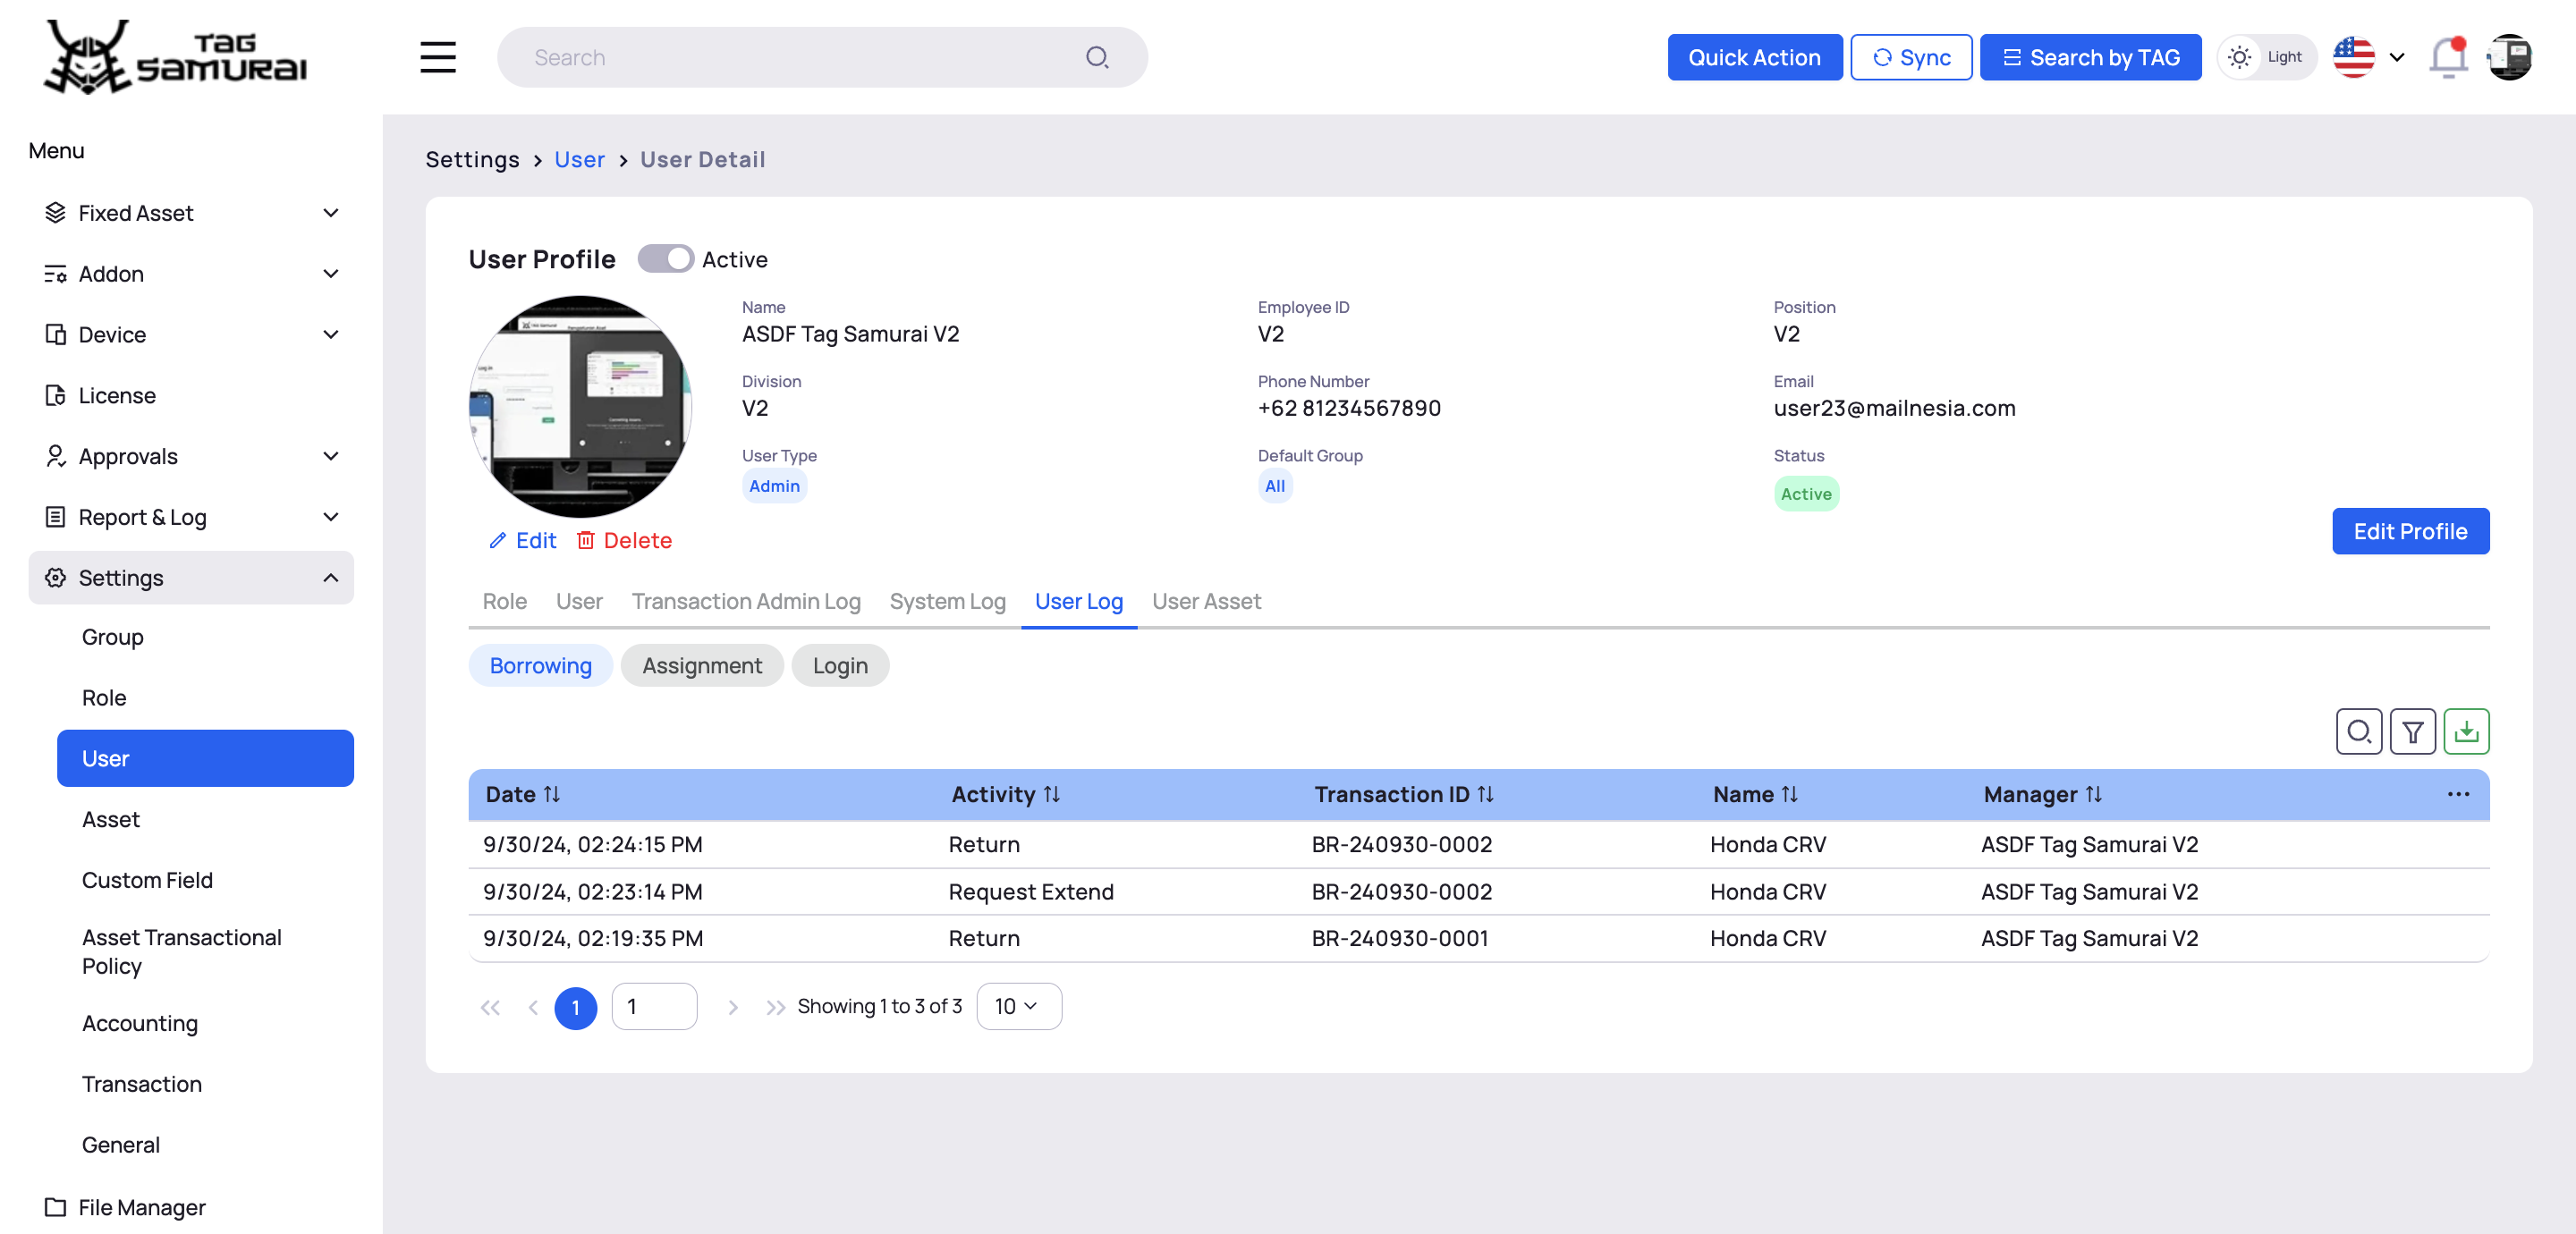 TAG SAMURAI
Search
Quick Action
Sync
Search by TAG
Light
Menu
Fixed Asset
Addon
Device
License
Approvals
Report & Log
Settings
Group
Role
User
Asset
Custom Field
Asset Transactional
Policy
Accounting
Transaction
General
File Manager
Settings > User > User Detail
User Profile Active
Name
ASDF Tag Samurai V2
Employee ID
V2
Position
V2
Division
V2
Phone Number
+62 81234567890
Email
user23@mailnesia.com
User Type
Admin
Default Group
All
Status
Active
Edit Delete
Edit Profile
Role User Transaction Admin Log System Log User Log User Asset
Borrowing Assignment Login
Date Activity Transaction ID Name Manager ...
9/30/24, 02:24:15 PM Return BR-240930-0002 Honda CRV ASDF Tag Samurai V2
9/30/24, 02:23:14 PM Request Extend BR-240930-0002 Honda CRV ASDF Tag Samurai V2
9/30/24, 02:19:35 PM Return BR-240930-0001 Honda CRV ASDF Tag Samurai V2
1 1 Showing 1 to 3 of 3 10